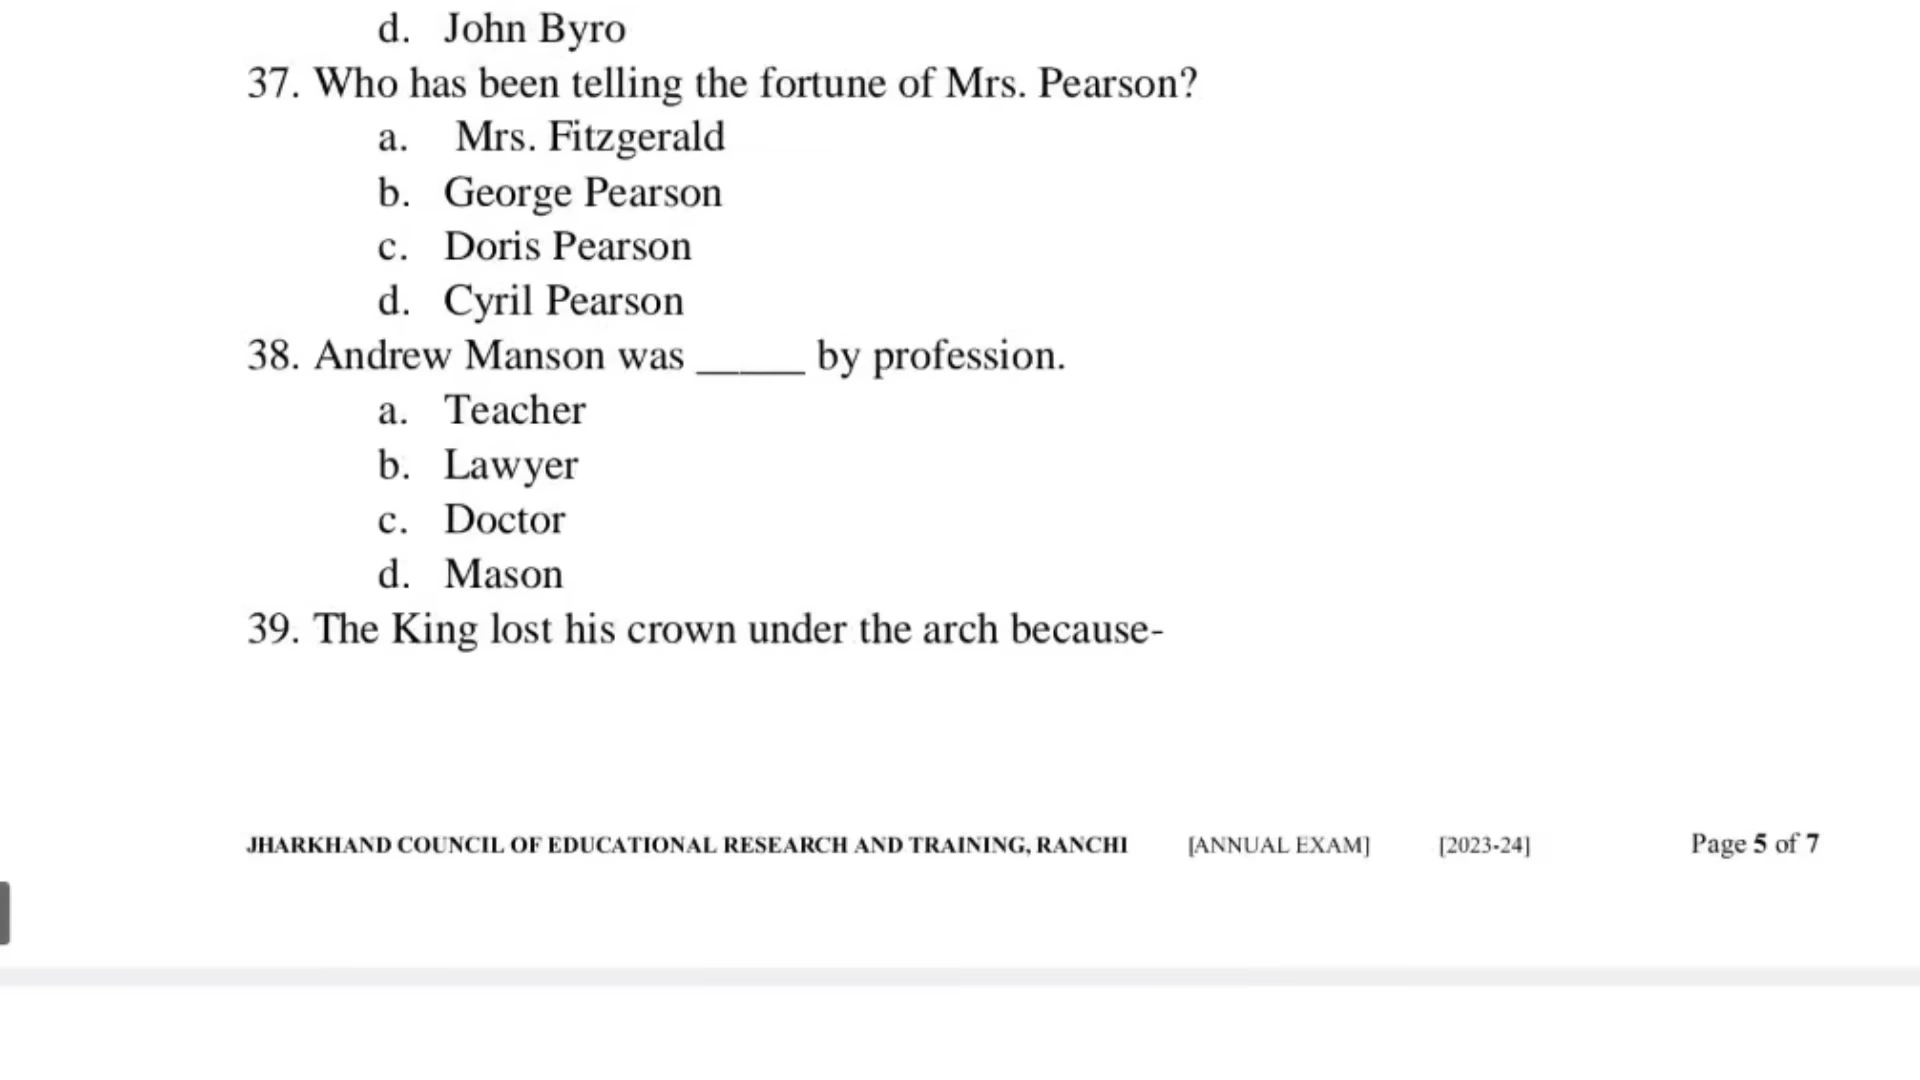 d. John Byro
37. Who has been telling the fortune of Mrs. Pearson?
a. Mrs. Fitzgerald
b. George Pearson
c. Doris Pearson
d. Cyril Pearson
38. Andrew Manson was _____ by profession.
a. Teacher
b. Lawyer
c. Doctor
d. Mason
39. The King lost his crown under the arch because-
JHARKHAND COUNCIL OF EDUCATIONAL RESEARCH AND TRAINING, RANCHI [ANNUAL EXAM] [2023-24] Page 5 of 7